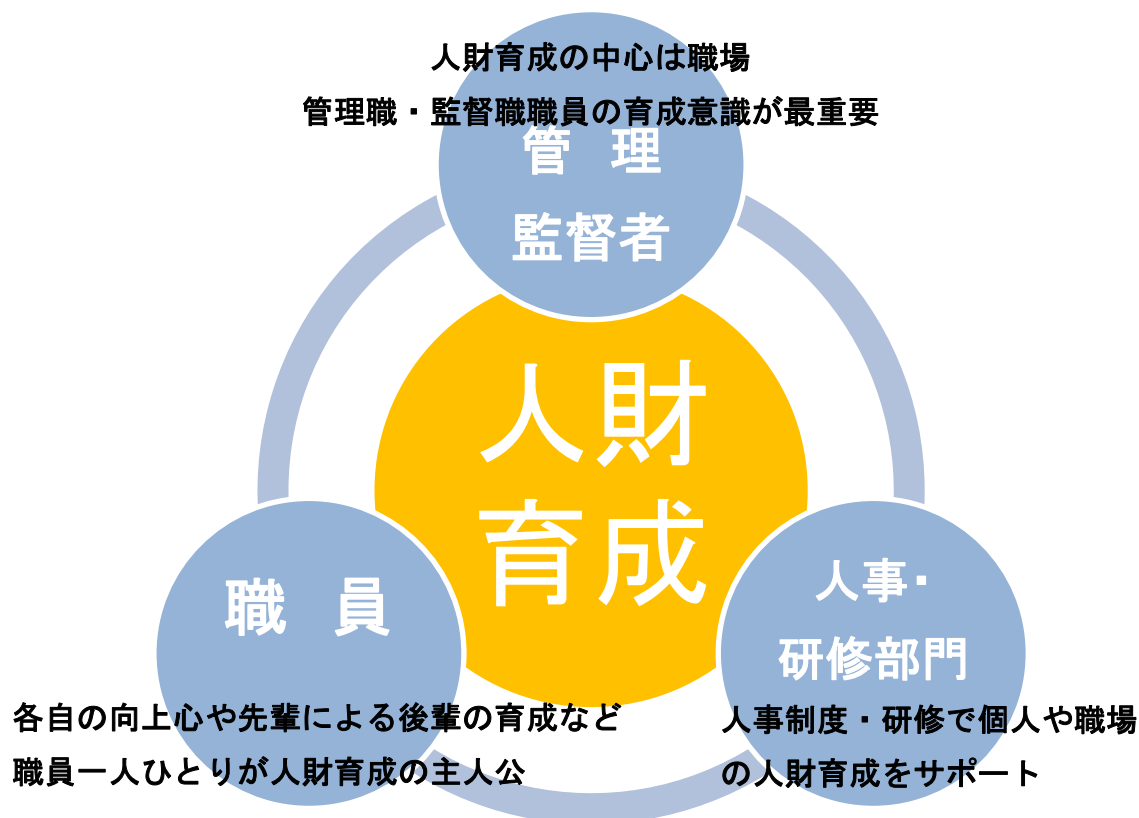 人財育成の中心は職場
管理職・監督職職員の育成意識が最重要
管　理
監督者
人財
育成
職　員
各自の向上心や先輩による後輩の育成など
職員一人ひとりが人財育成の主人公
人事・
研修部門
人事制度・研修で個人や職場
の人財育成をサポート